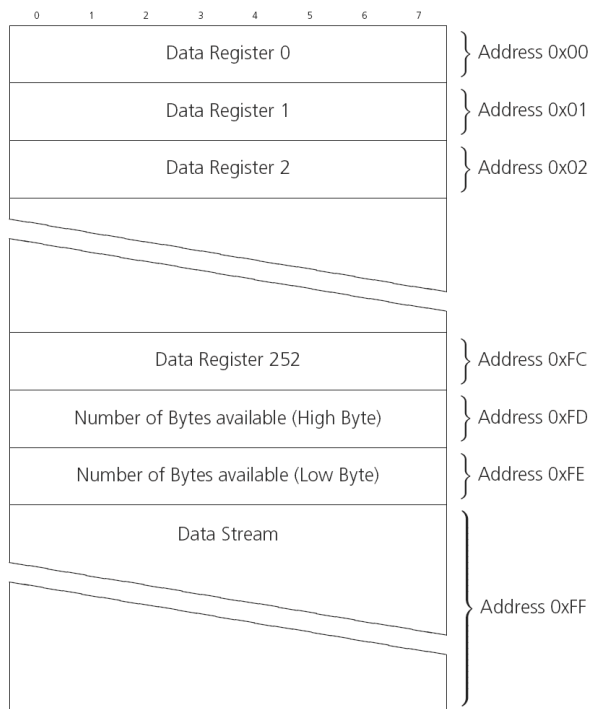 0 1 2 3 4 5 6 7
Data Register 0 Address 0x00
Data Register 1 Address 0x01
Data Register 2 Address 0x02
Data Register 252 Address 0xFC
Number of Bytes available (High Byte) Address 0xFD
Number of Bytes available (Low Byte) Address 0xFE
Data Stream
Address 0xFF